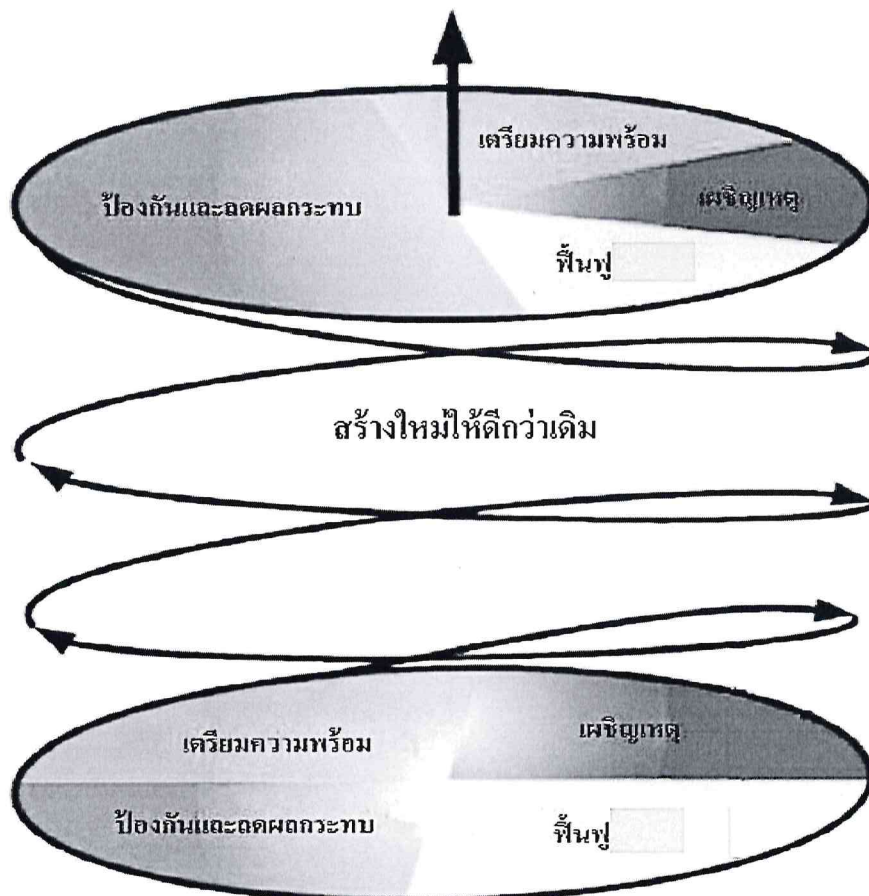 เตรียมความพร้อม
ป้องกันและลดผลกระทบ
เผชิญเหตุ
ฟื้นฟู
สร้างใหม่ให้ดีกว่าเดิม
เตรียมความพร้อม
เผชิญเหตุ
ป้องกันและลดผลกระทบ
ฟื้นฟู